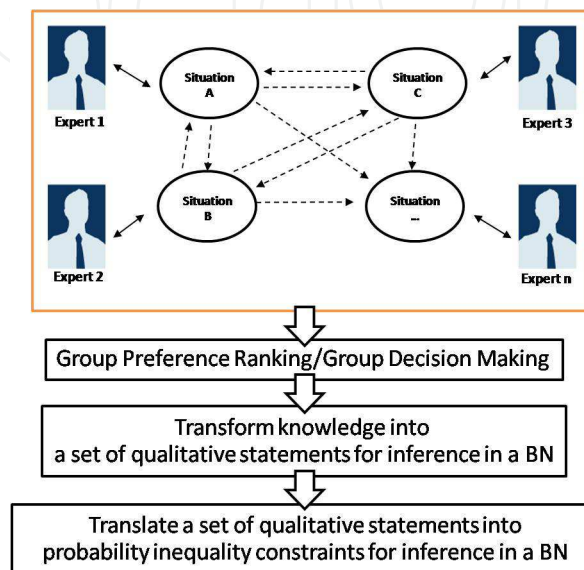 Expert 1
Situation
A
Situation
C
Expert 3
Expert 2
Situation
B
Situation
...
Expert n
Group Preference Ranking/Group Decision Making
Transform knowledge into
a set of qualitative statements for inference in a BN
Translate a set of qualitative statements into
probability inequality constraints for inference in a BN